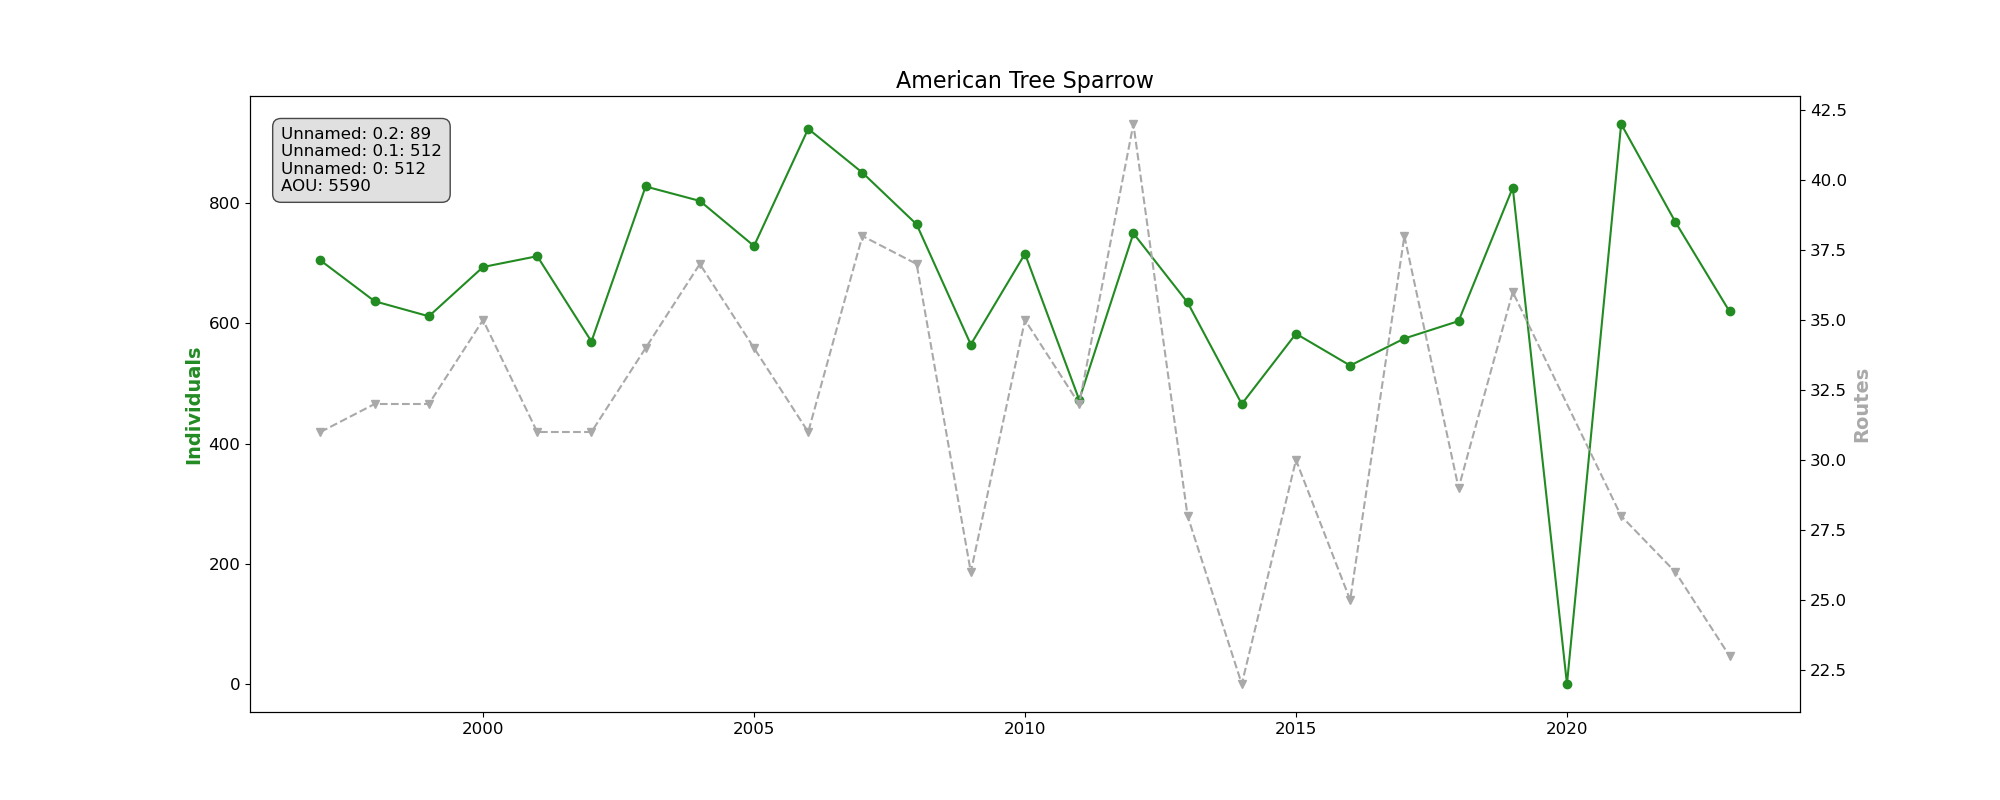 American Tree Sparrow
Unnamed: 0.2: 89
Unnamed: 0.1: 512
Unnamed: 0: 512
AOU: 5590
Individuals
800
600
400
200
0
42.5
40.0
37.5
35.0
32.5
30.0
27.5
25.0
22.5
Routes
2000 2005 2010 2015 2020